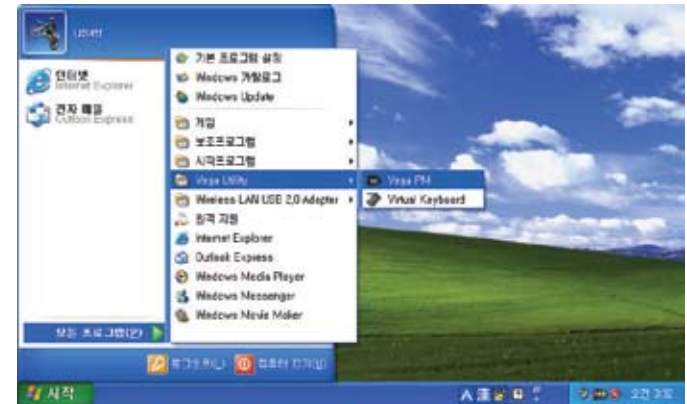 user
인터넷
Internet Explorer
전자 메일
Outlook Express
모든 프로그램(P)
기본 프로그램 설정
Windows 카탈로그
Windows Update
게임
보조프로그램
시작프로그램
Vega Utility
Wireless LAN USB 2,0 Adapter
원격 지원
Internet Explorer
Outlook Express
Windows Media Player
Windows Messenger
Windows Movie Maker
Vega PM
Virtual Keyboard
로그오프(L)
컴퓨터 끄기(U)
시작
A 漢
오전